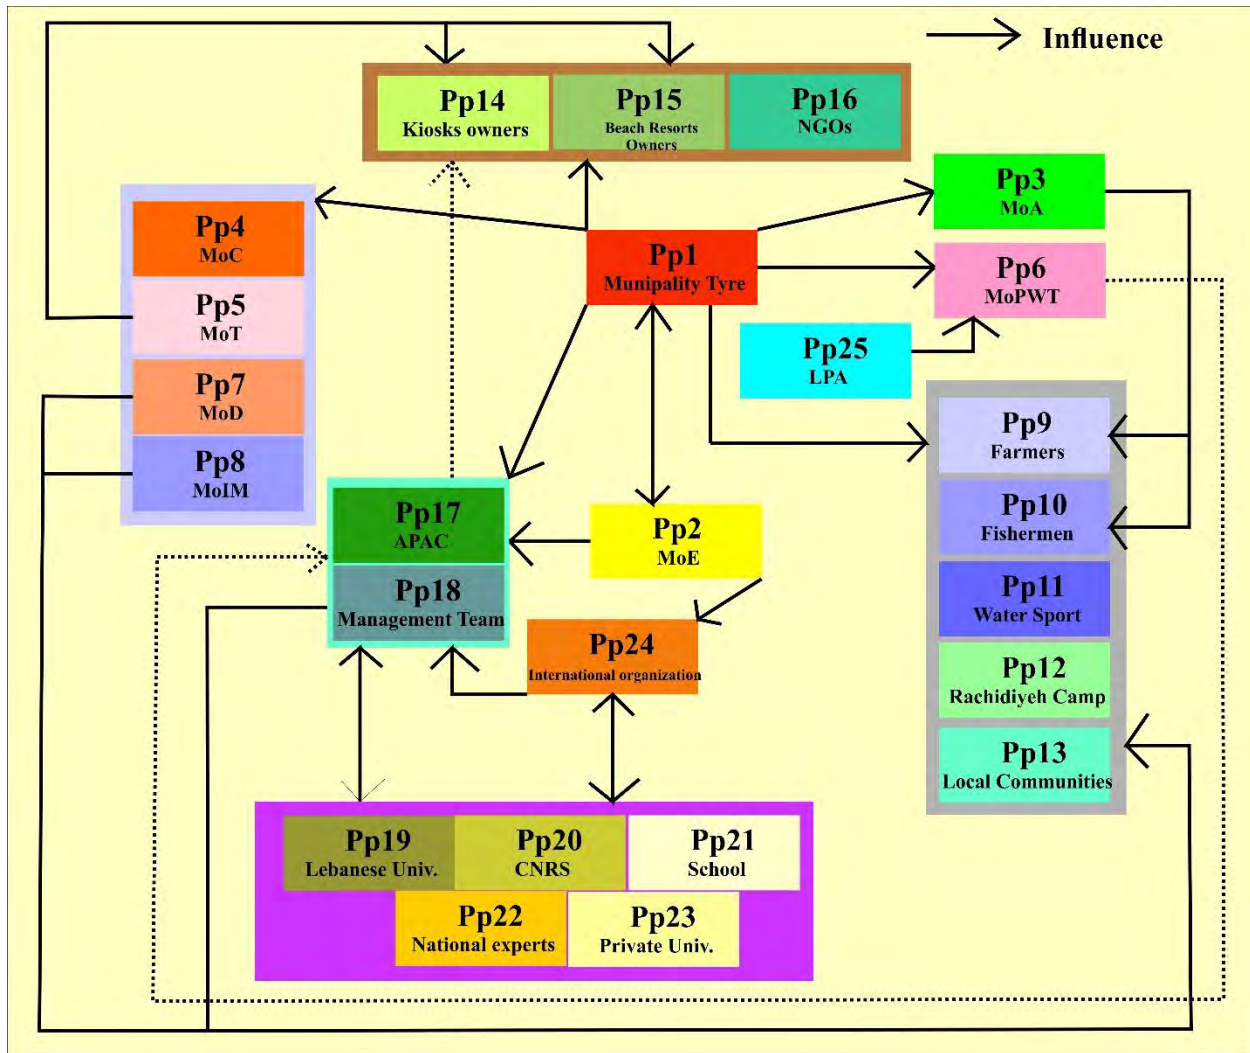 Influence
Pp14
Kiosks owners
Pp15
Beach Resorts
Owners
Pp16
NGOs
Pp4
MoC
Pp5
MoT
Pp7
MoD
Pp8
MoIM
Pp1
Munipality Tyre
Pp3
MoA
Pp6
MoPWT
Pp25
LPA
Pp9
Farmers
Pp10
Fishermen
Pp11
Water Sport
Pp12
Rachidiyeh Camp
Pp13
Local Communities
Pp17
APAC
Pp18
Management Team
Pp2
MoE
Pp24
International organization
Pp19
Lebanese Univ.
Pp20
CNRS
Pp21
School
Pp22
National experts
Pp23
Private Univ.